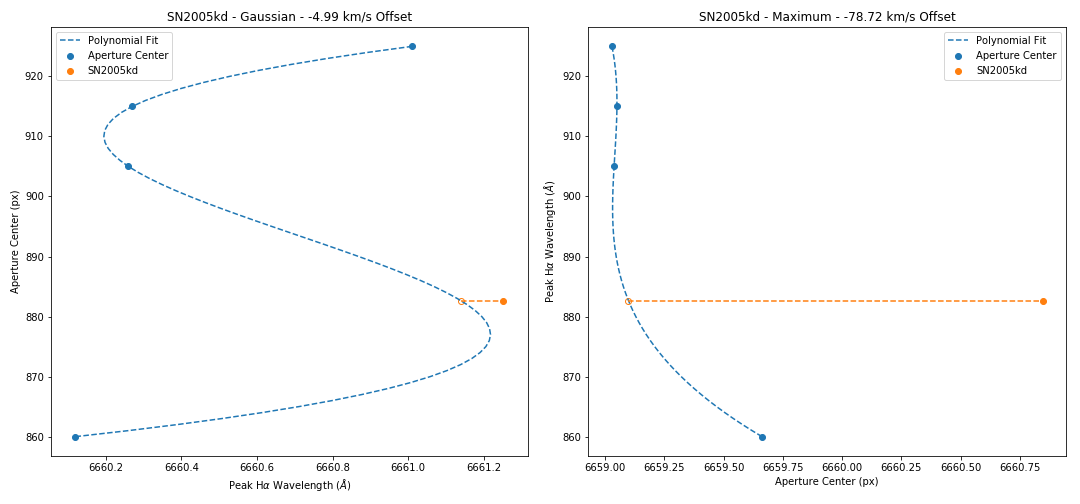 SN2005kd - Gaussian - -4.99 km/s Offset
Polynomial Fit
Aperture Center
SN2005kd
Aperture Center (px)
920
910
900
890
880
870
860
6660.2
6660.4
6660.6
6660.8
6661.0
6661.2
Peak Hα Wavelength (Å)
SN2005kd - Maximum - -78.72 km/s Offset
Polynomial Fit
Aperture Center
SN2005kd
Peak Hα Wavelength (Å)
920
910
900
890
880
870
860
6659.00
6659.25
6659.50
6659.75
6660.00
6660.25
6660.50
6660.75
Aperture Center (px)